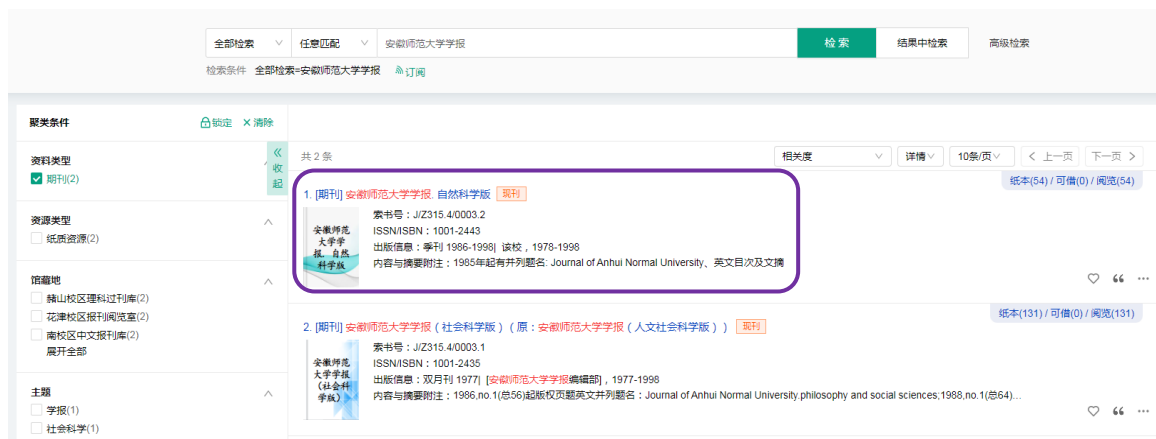 全部检索 任意匹配 安徽师范大学学报 检索 结果中检索 高级检索
检索条件 全部检索=安徽师范大学学报 订阅
聚类条件 锁定 × 清除
收起
资料类型
期刊(2)
资源类型
纸质资源(2)
馆藏地
赭山校区理科过刊库(2)
花津校区报刊阅览室(2)
南校区中文报刊库(2)
展开全部
主题
学报(1)
社会科学(1)
共 2 条 相关度 详情 10条/页 < 上一页 下一页 >
纸本(54) / 可借(0) / 阅览(54)
1. [期刊] 安徽师范大学学报. 自然科学版 现刊
安徽师范
大学学
报. 自然
科学版
索书号：J/Z315.4/0003.2
ISSN/ISBN：1001-2443
出版信息：季刊 1986-1998| 该校，1978-1998
内容与摘要附注：1985年起有并列题名: Journal of Anhui Normal University、英文目次及文摘
纸本(131) / 可借(0) / 阅览(131)
2. [期刊] 安徽师范大学学报（社会科学版）（原：安徽师范大学学报（人文社会科学版）） 现刊
安徽师范
大学学报
（社会科
学版）
索书号：J/Z315.4/0003.1
ISSN/ISBN：1001-2435
出版信息：双月刊 1977| [安徽师范大学学报编辑部]，1977-1998
内容与摘要附注：1986,no.1(总56)起版权页题英文并列题名：Journal of Anhui Normal University.philosophy and social sciences;1988,no.1(总64)...